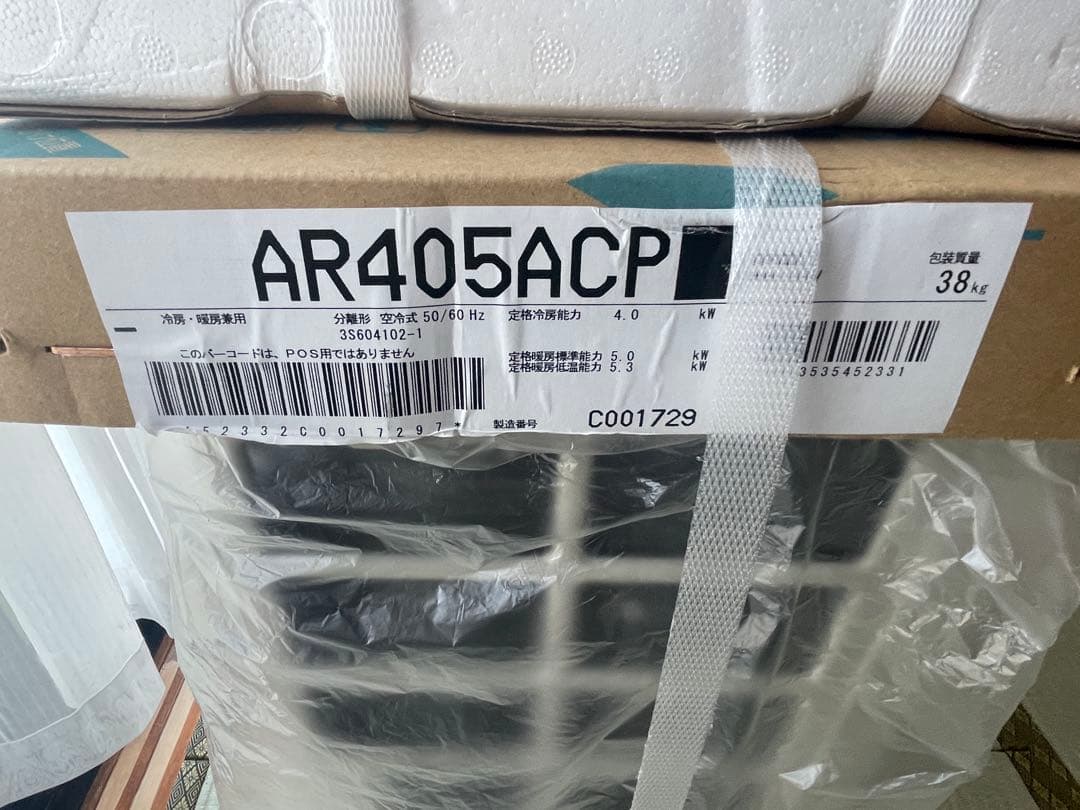 AR405ACP
包装質量
38kg
冷房・暖房兼用 分離形 空冷式 50/60 Hz 定格冷房能力 4.0 kW
3S604102-1
このバーコードは、POS用ではありません
定格暖房標準能力 5.0 kW
定格暖房低温能力 5.3 kW
3535452331
52332C0017297*
製造番号 C001729